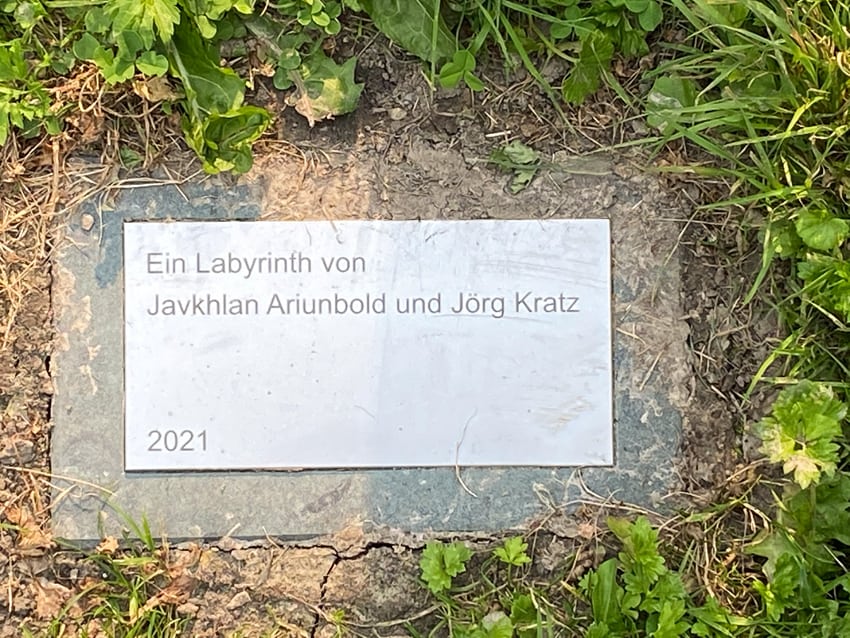 Ein Labyrinth von
Javkhlan Ariunbold und Jörg Kratz
2021